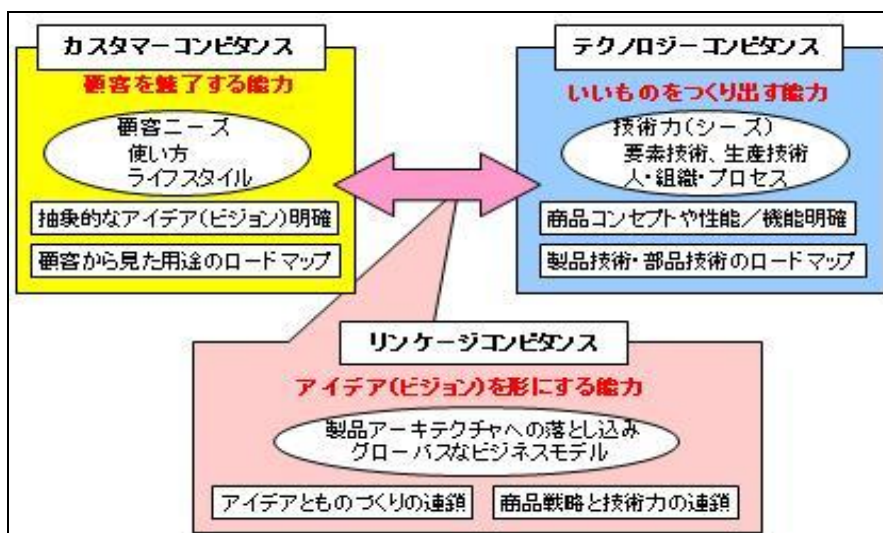 カスタマーコンピタンス
顧客を魅了する能力
顧客ニーズ
使い方
ライフスタイル
抽象的なアイデア(ビジョン)明確
顧客から見た用途のロードマップ
テクノロジーコンピタンス
いいものをつくり出す能力
技術力(シーズ)
要素技術、生産技術
人・組織・プロセス
商品コンセプトや性能／機能明確
製品技術・部品技術のロードマップ
リンケージコンピタンス
アイデア(ビジョン)を形にする能力
製品アーキテクチャへの落とし込み
グローバスなビジネスモデル
アイデアとものづくりの連鎖
商品戦略と技術力の連鎖